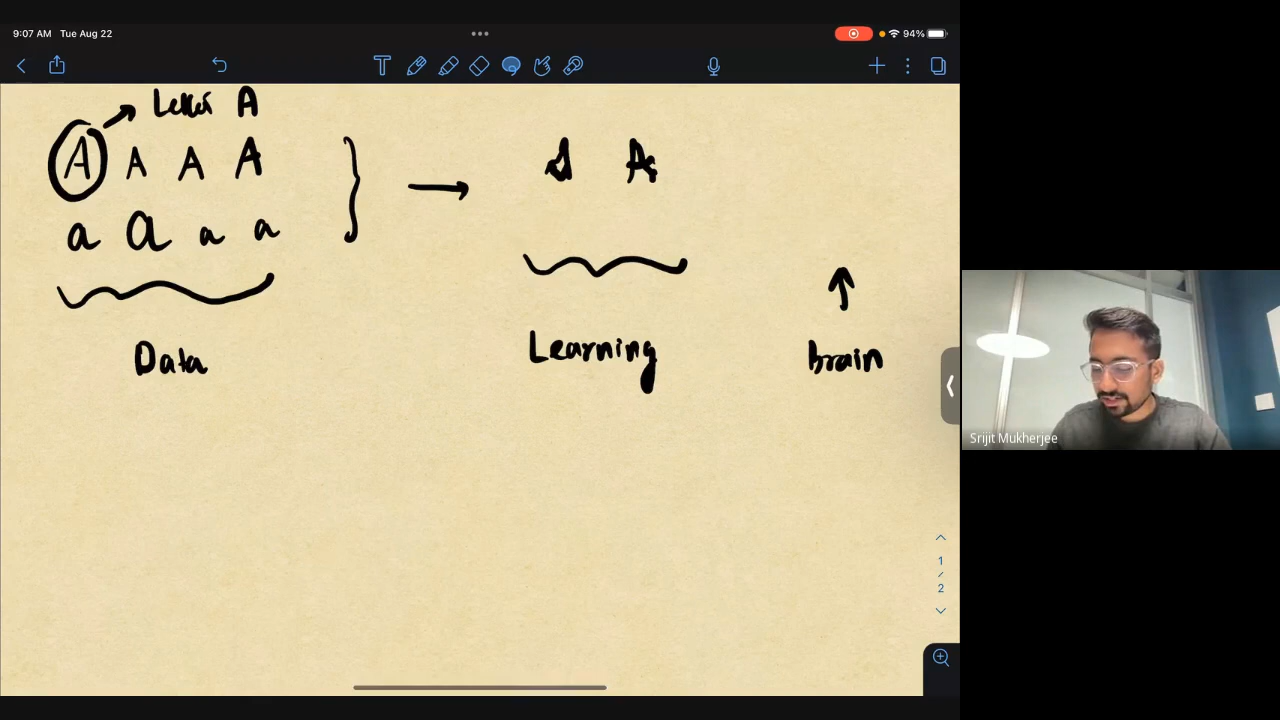 9:07 AM Tue Aug 22
94%
Letter A
A A A A
a a a a
A
Data
Learning
brain
Srijit Mukherjee
1
/
2